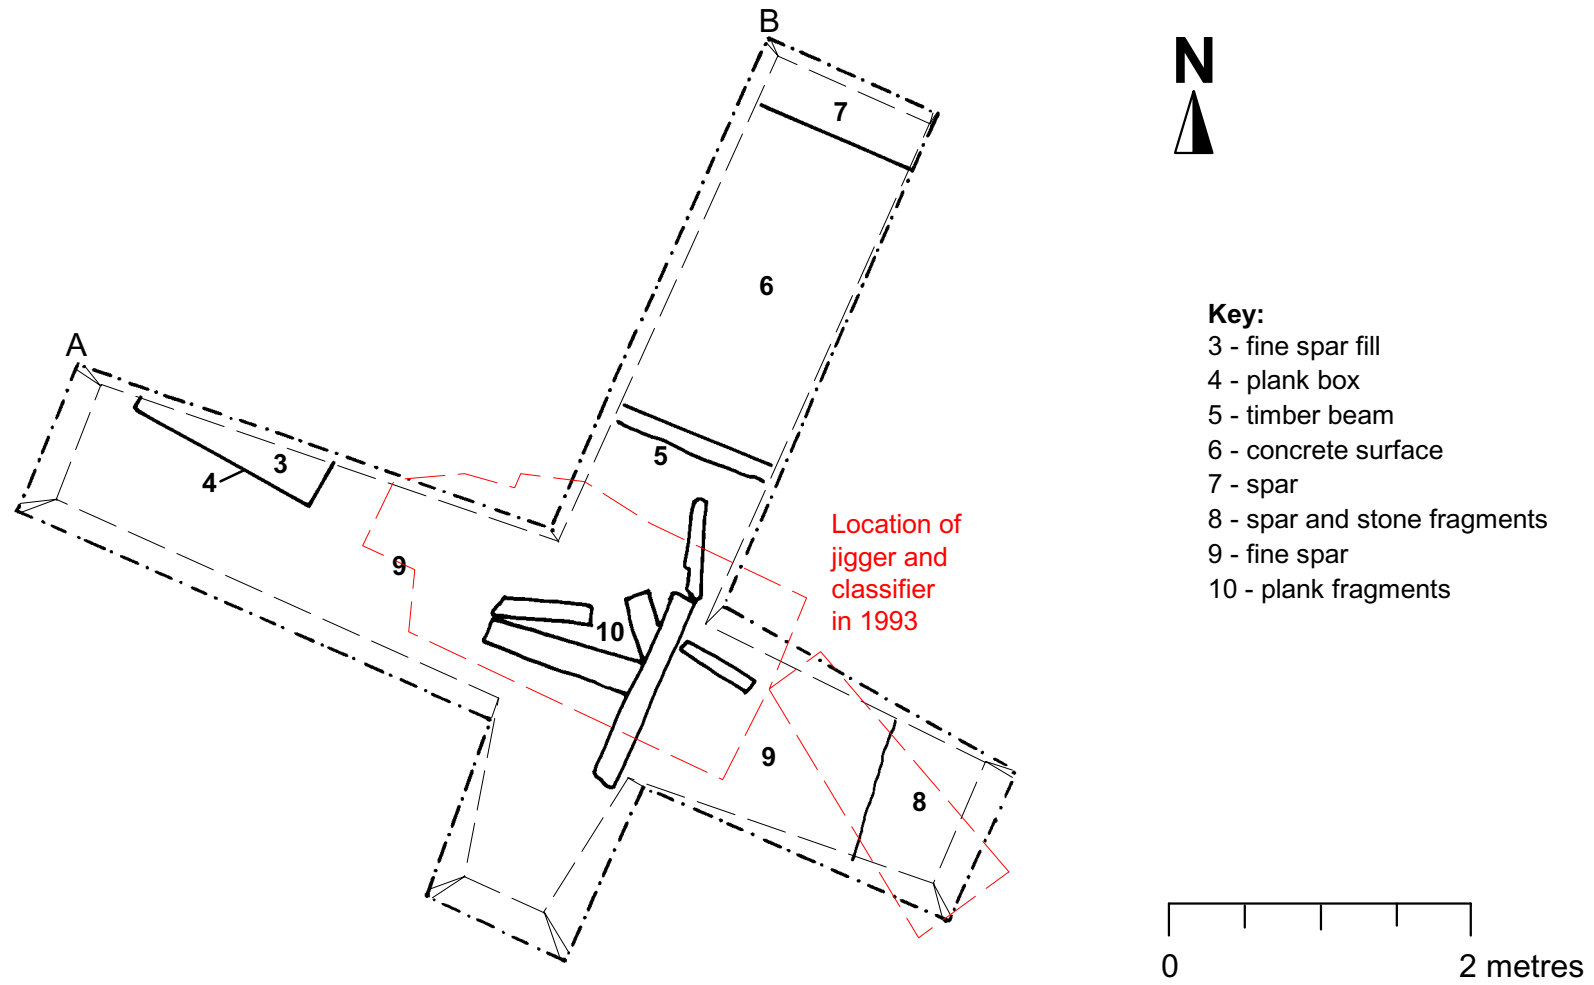 B
N
7
6
A
Key:
3 - fine spar fill
4 - plank box
5 - timber beam
6 - concrete surface
7 - spar
8 - spar and stone fragments
9 - fine spar
10 - plank fragments
5
3
4
Location of
jigger and
classifier
in 1993
9
10
9
8
0
2 metres